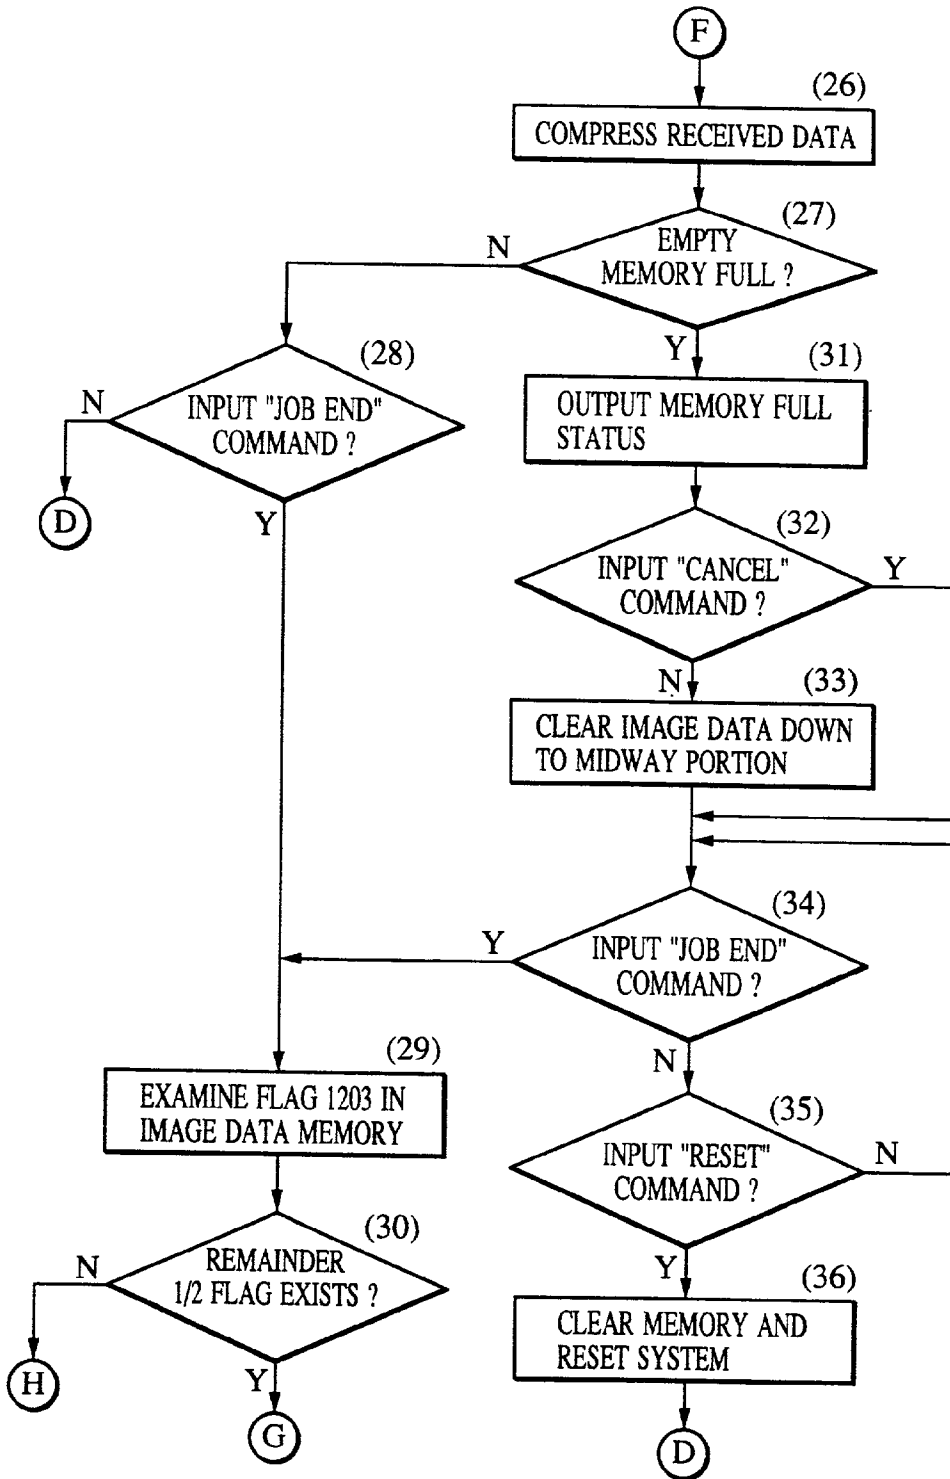 F
(26)
COMPRESS RECEIVED DATA
(27)
EMPTY
MEMORY FULL ?
N
Y
(28)
INPUT "JOB END"
COMMAND ?
N
D
Y
(31)
OUTPUT MEMORY FULL
STATUS
(32)
INPUT "CANCEL"
COMMAND ?
Y
N
(33)
CLEAR IMAGE DATA DOWN
TO MIDWAY PORTION
(34)
INPUT "JOB END"
COMMAND ?
Y
N
(29)
EXAMINE FLAG 1203 IN
IMAGE DATA MEMORY
(35)
INPUT "RESET"
COMMAND ?
N
Y
(30)
REMAINDER
1/2 FLAG EXISTS ?
N
H
Y
G
(36)
CLEAR MEMORY AND
RESET SYSTEM
D